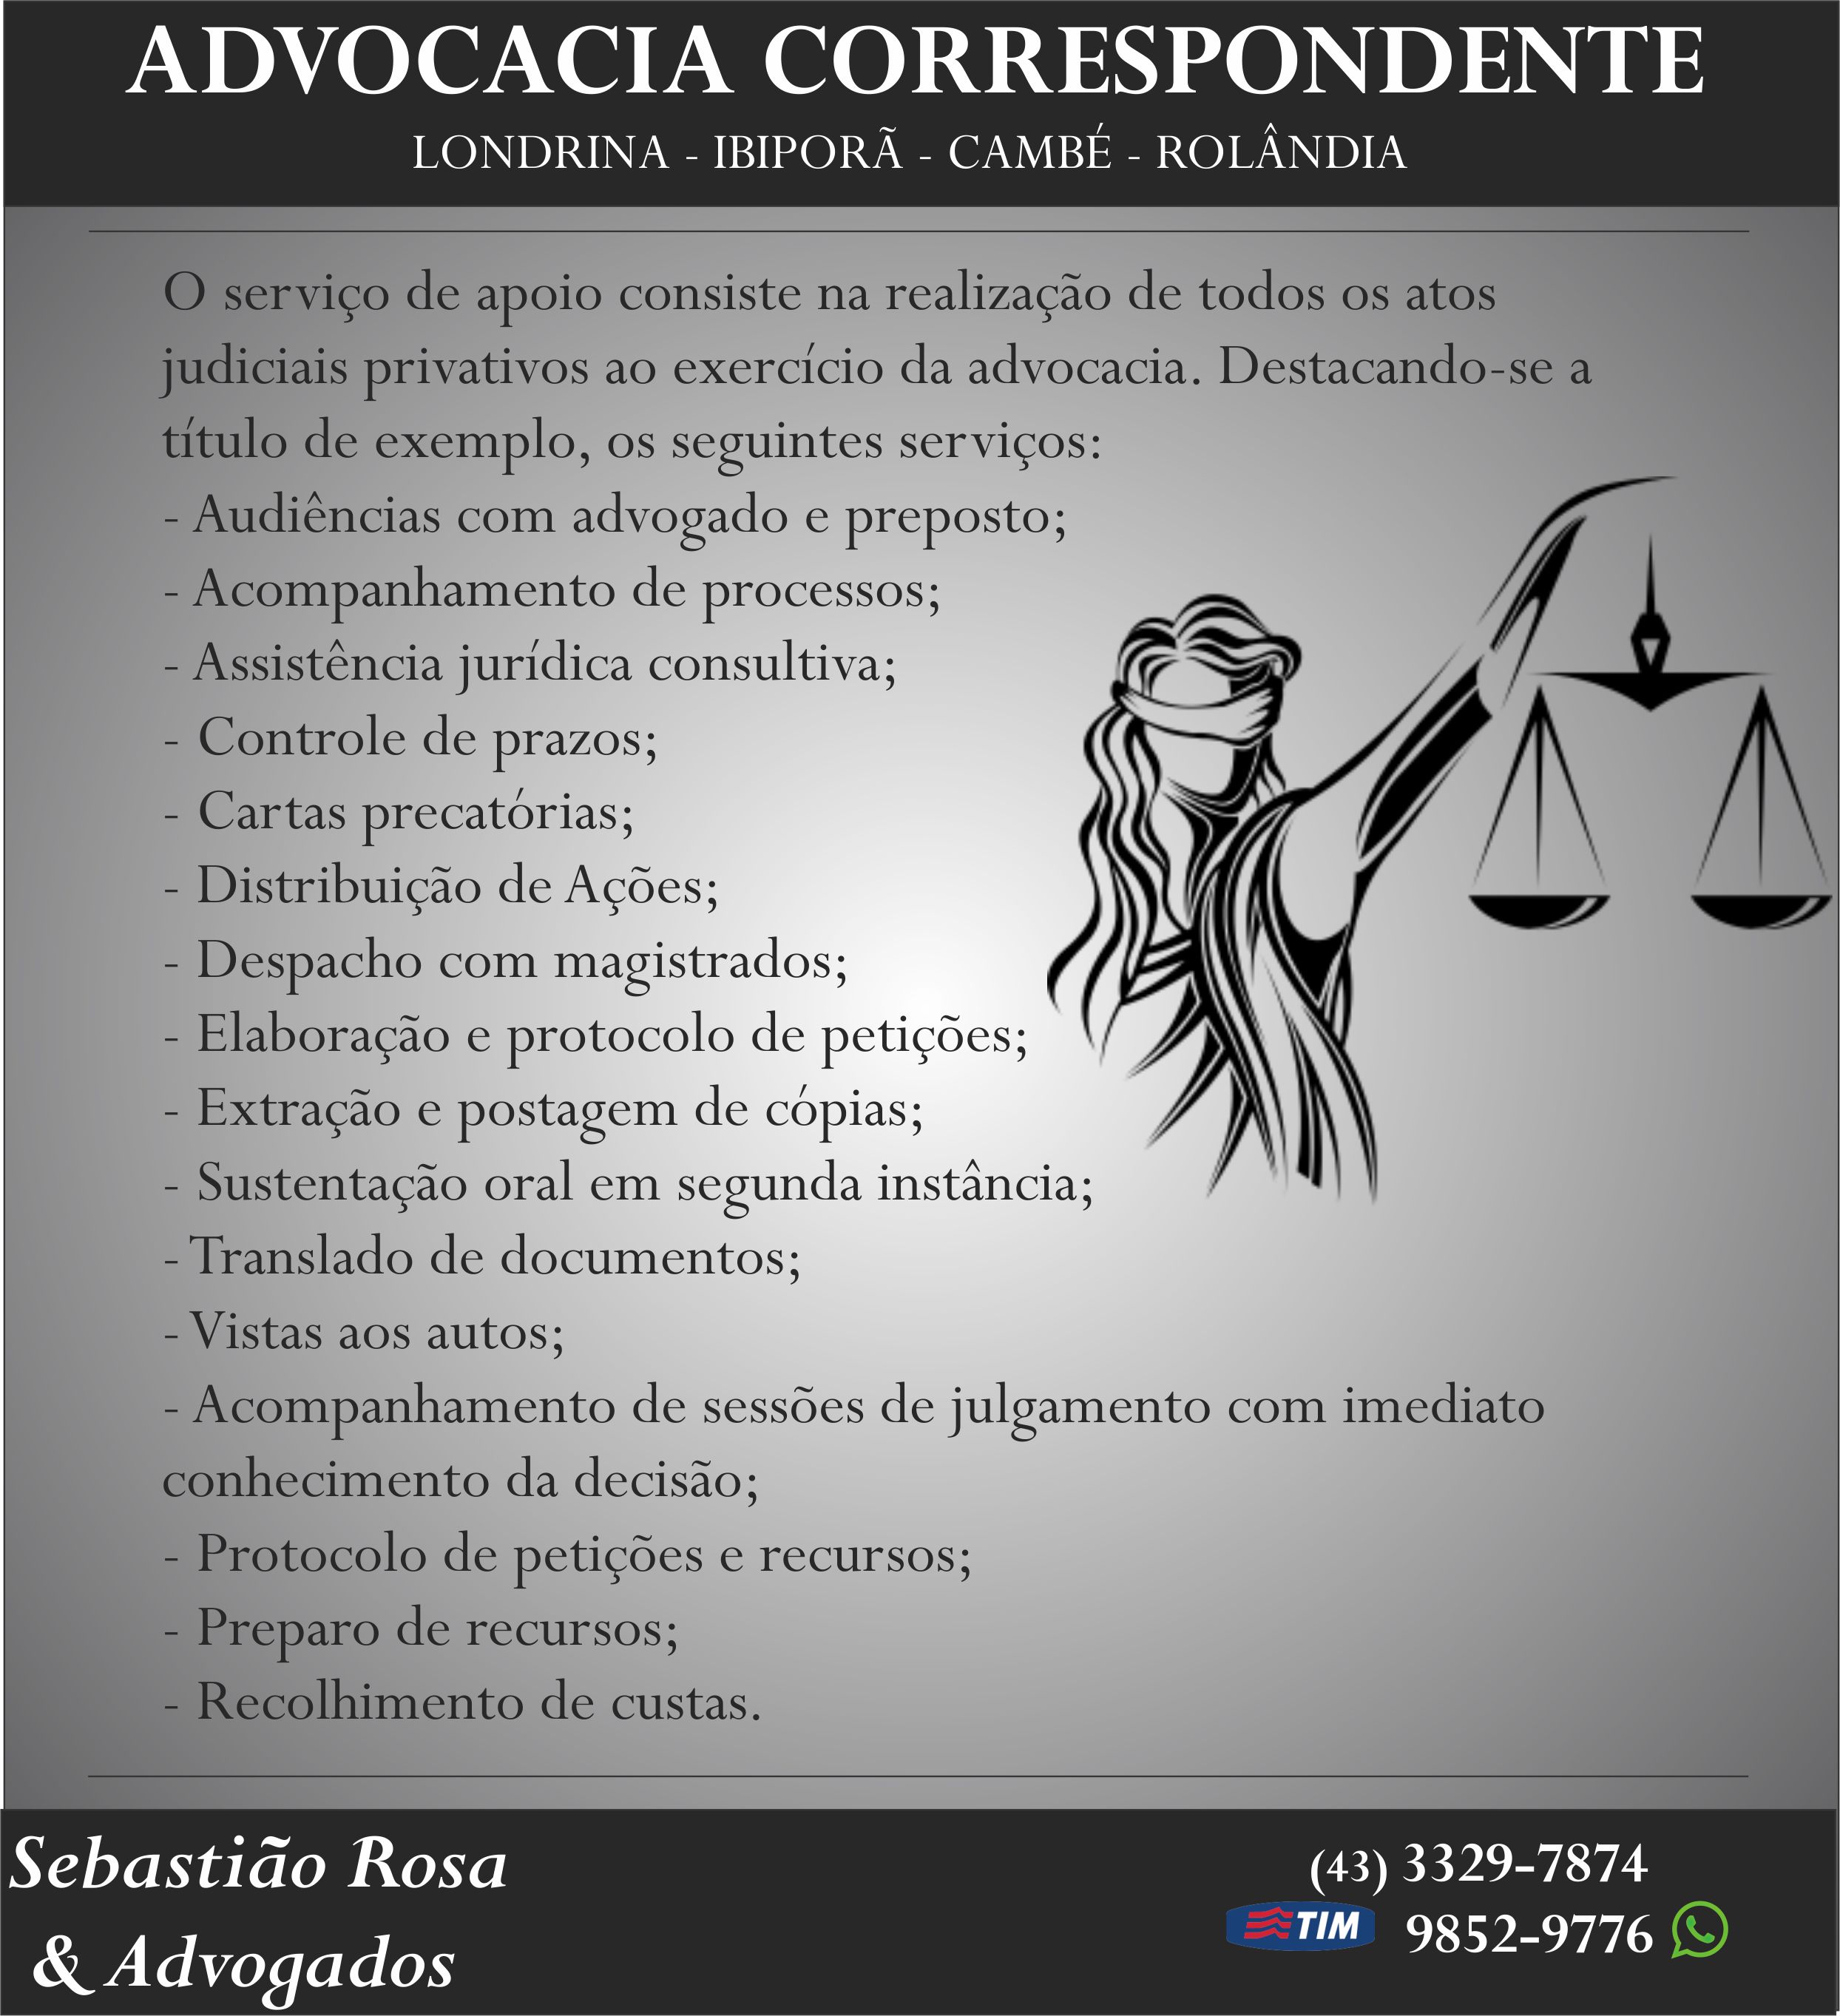 ADVOCACIA CORRESPONDENTE
LONDRINA - IBIPORÃ - CAMBÉ - ROLÂNDIA
O serviço de apoio consiste na realização de todos os atos
judiciais privativos ao exercício da advocacia. Destacando-se a
título de exemplo, os seguintes serviços:
- Audiências com advogado e preposto;
- Acompanhamento de processos;
- Assistência jurídica consultiva;
- Controle de prazos;
- Cartas precatórias;
- Distribuição de Ações;
- Despacho com magistrados;
- Elaboração e protocolo de petições;
- Extração e postagem de cópias;
- Sustentação oral em segunda instância;
- Translado de documentos;
- Vistas aos autos;
- Acompanhamento de sessões de julgamento com imediato
conhecimento da decisão;
- Protocolo de petições e recursos;
- Preparo de recursos;
- Recolhimento de custas.
Sebastião Rosa
& Advogados
(43) 3329-7874
TIM 9852-9776